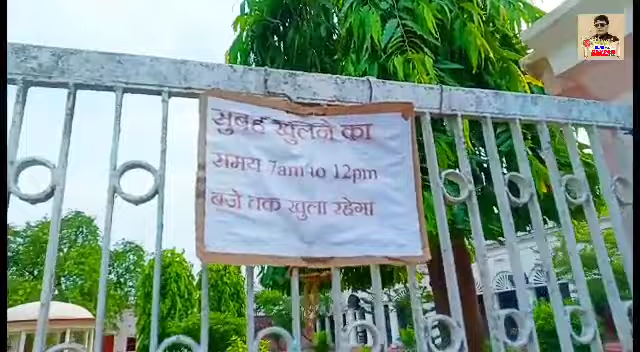 सुबह खुलने का
समय 7am to 12pm
बजे तक खुला रहेगा